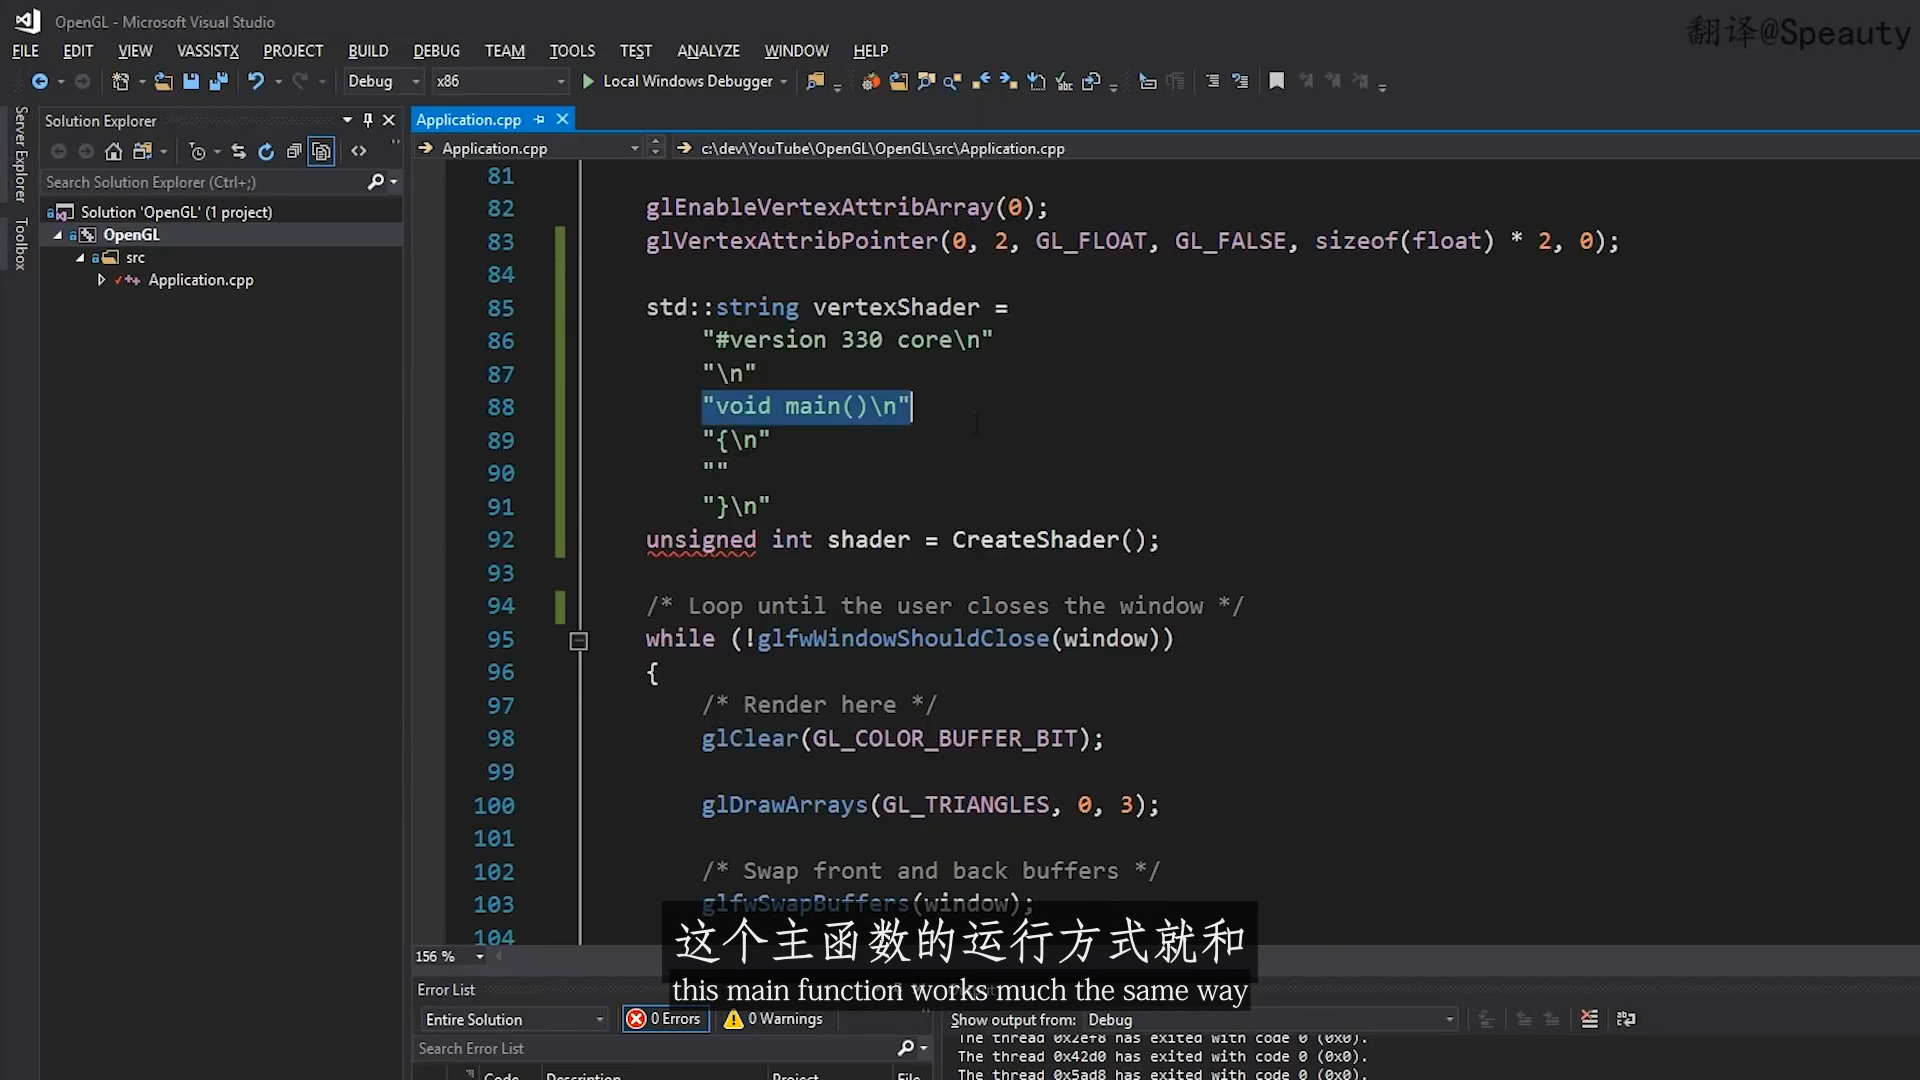 OpenGL - Microsoft Visual Studio
翻译@Speauty
FILE EDIT VIEW VASSISTX PROJECT BUILD DEBUG TEAM TOOLS TEST ANALYZE WINDOW HELP
Debug x86 Local Windows Debugger
Server Explorer
Toolbox
Solution Explorer
Search Solution Explorer (Ctrl+;)
Solution 'OpenGL' (1 project)
OpenGL
src
Application.cpp
Application.cpp
Application.cpp c:\dev\YouTube\OpenGL\OpenGL\src\Application.cpp
81
82 glEnableVertexAttribArray(0);
83 glVertexAttribPointer(0, 2, GL_FLOAT, GL_FALSE, sizeof(float) * 2, 0);
84
85 std::string vertexShader =
86 "#version 330 core\n"
87 "\n"
88 "void main()\n"
89 "{\n"
90 ""
91 "}\n"
92 unsigned int shader = CreateShader();
93
94 /* Loop until the user closes the window */
95 while (!glfwWindowShouldClose(window))
96 {
97 /* Render here */
98 glClear(GL_COLOR_BUFFER_BIT);
99
100 glDrawArrays(GL_TRIANGLES, 0, 3);
101
102 /* Swap front and back buffers */
103 glfwSwapBuffers(window);
104
156 %
这个主函数的运行方式就和
this main function works much the same way
Error List
Entire Solution 0 Errors 0 Warnings
Search Error List
Code Description Project File
Show output from: Debug
The thread 0x2ef8 has exited with code 0 (0x0).
The thread 0x42d0 has exited with code 0 (0x0).
The thread 0x5ad8 has exited with code 0 (0x0).